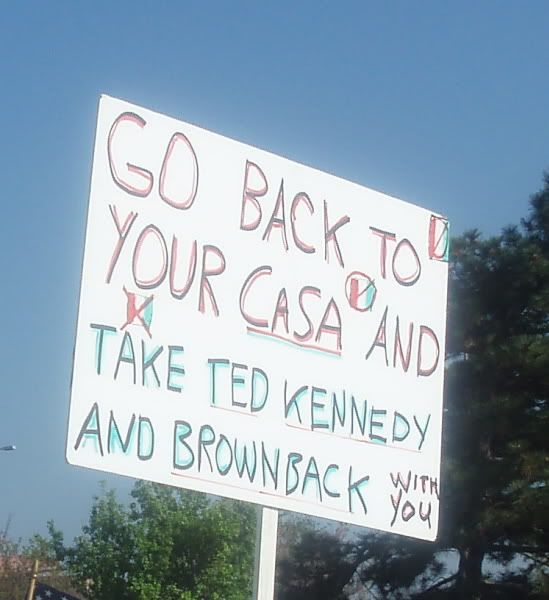 GO BACK TO
YOUR CASA AND
TAKE TED KENNEDY
AND BROWNBACK WITH
YOU